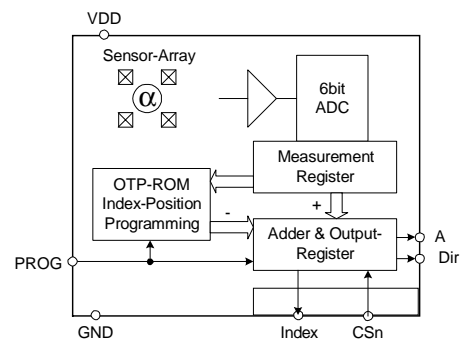 VDD
Sensor-Array
α
6bit
ADC
Measurement
Register
OTP-ROM
Index-Position
Programming
-
+
Adder & Output-
Register
A
Dir
PROG
GND
Index
CSn